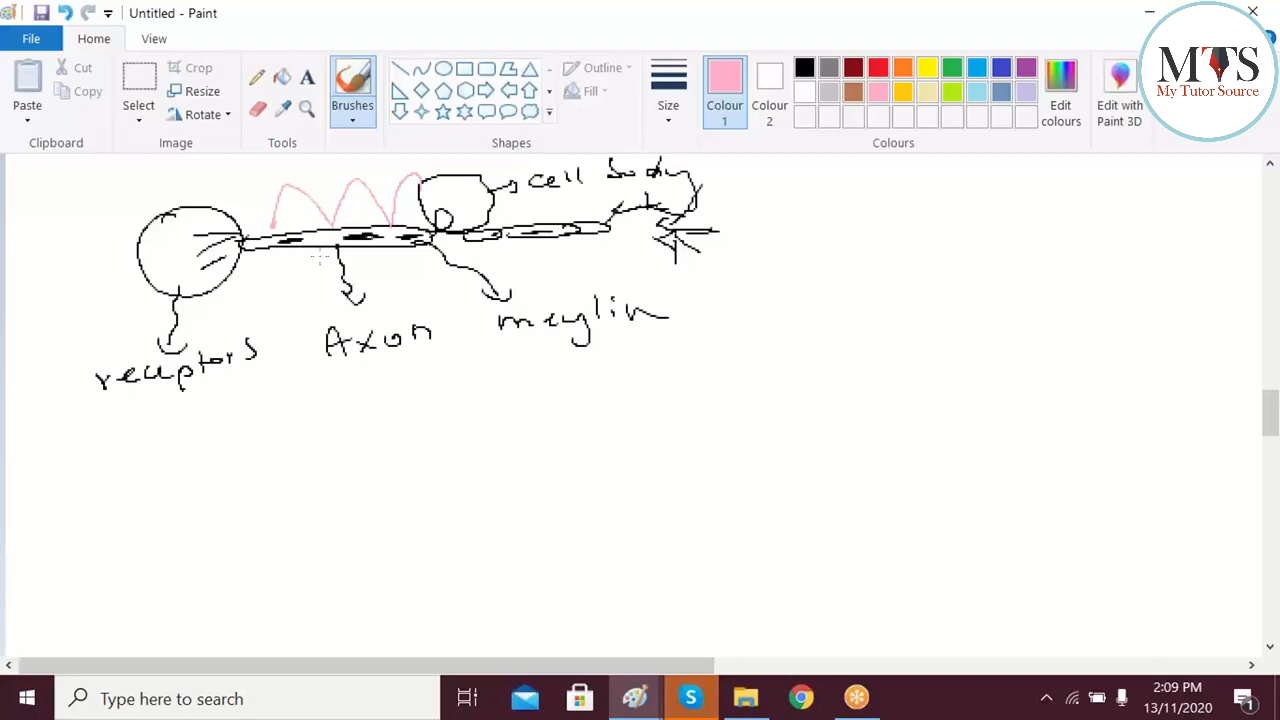 Untitled - Paint
File
Home
View
Paste
Cut
Copy
Clipboard
Select
Crop
Resize
Rotate
Image
Tools
Brushes
Outline
Fill
Shapes
Size
Colour 1
Colour 2
Edit colours
Edit with Paint 3D
Colours
MTS
My Tutor Source
cell body
receptors
Axon
meylin
Type here to search
2:09 PM
13/11/2020
1